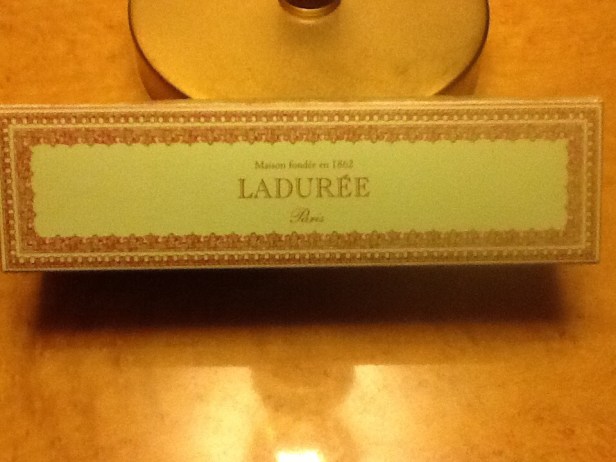 Maison fondée en 1862
LADURÉE
Paris